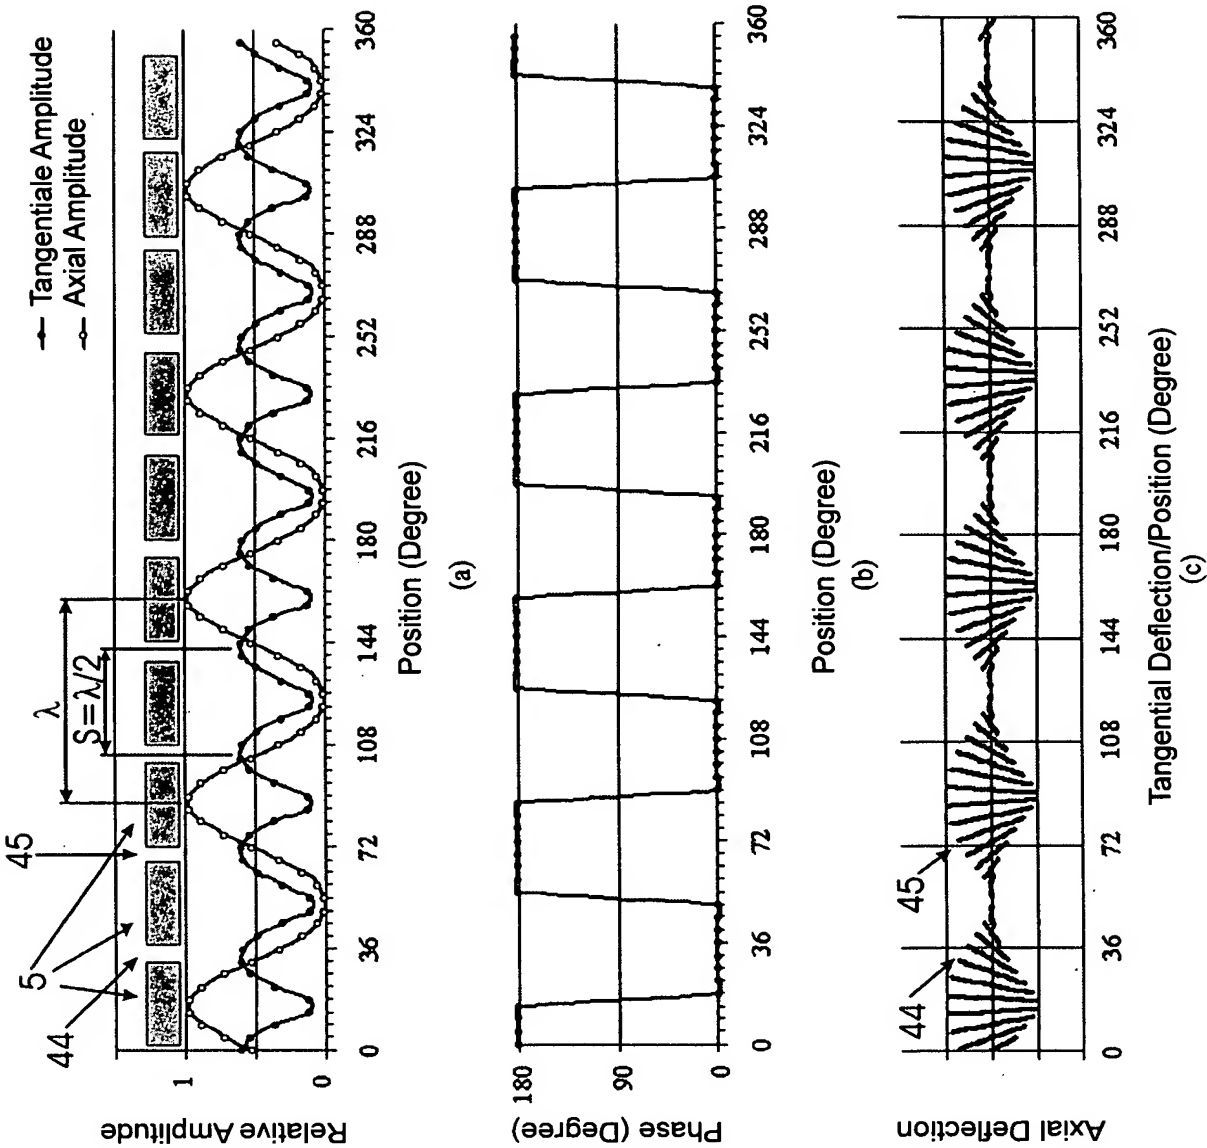 Tangentiale Amplitude
Axial Amplitude
44
5
45
λ
S=λ/2
Relative Amplitude
1
0
0 36 72 108 144 180 216 252 288 324 360
Position (Degree)
(a)
Phase (Degree)
180
90
0
0 36 72 108 144 180 216 252 288 324 360
Position (Degree)
(b)
Axial Deflection
44
45
0 36 72 108 144 180 216 252 288 324 360
Tangential Deflection/Position (Degree)
(c)